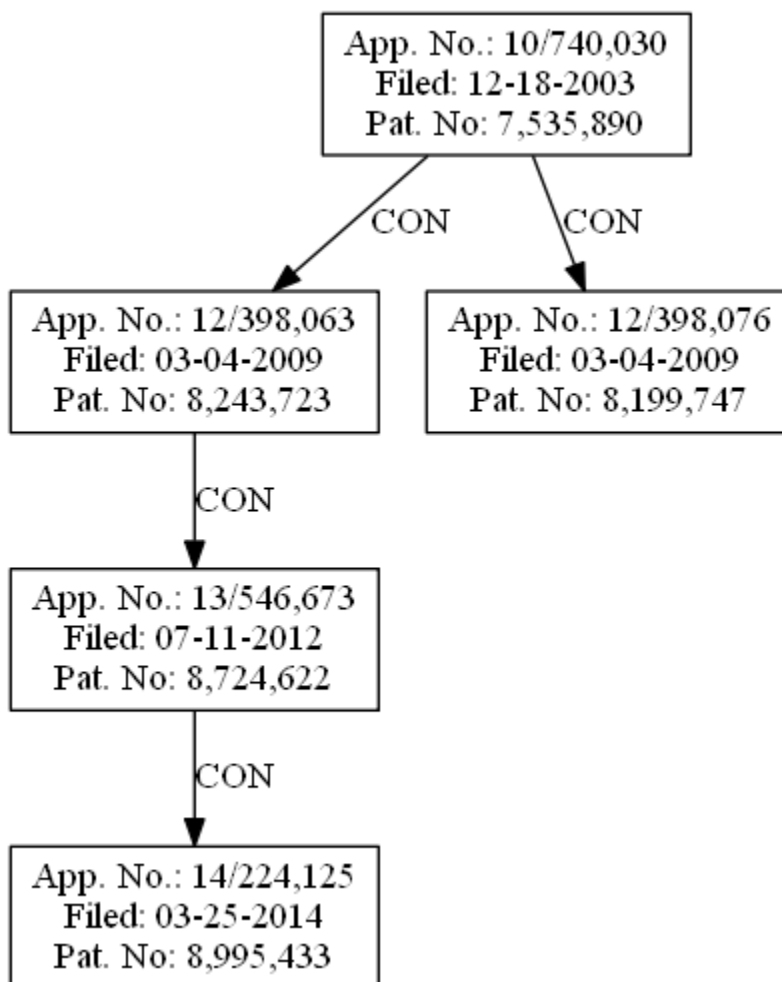 App. No.: 10/740,030
Filed: 12-18-2003
Pat. No: 7,535,890
CON
CON
App. No.: 12/398,063
Filed: 03-04-2009
Pat. No: 8,243,723
App. No.: 12/398,076
Filed: 03-04-2009
Pat. No: 8,199,747
CON
App. No.: 13/546,673
Filed: 07-11-2012
Pat. No: 8,724,622
CON
App. No.: 14/224,125
Filed: 03-25-2014
Pat. No: 8,995,433